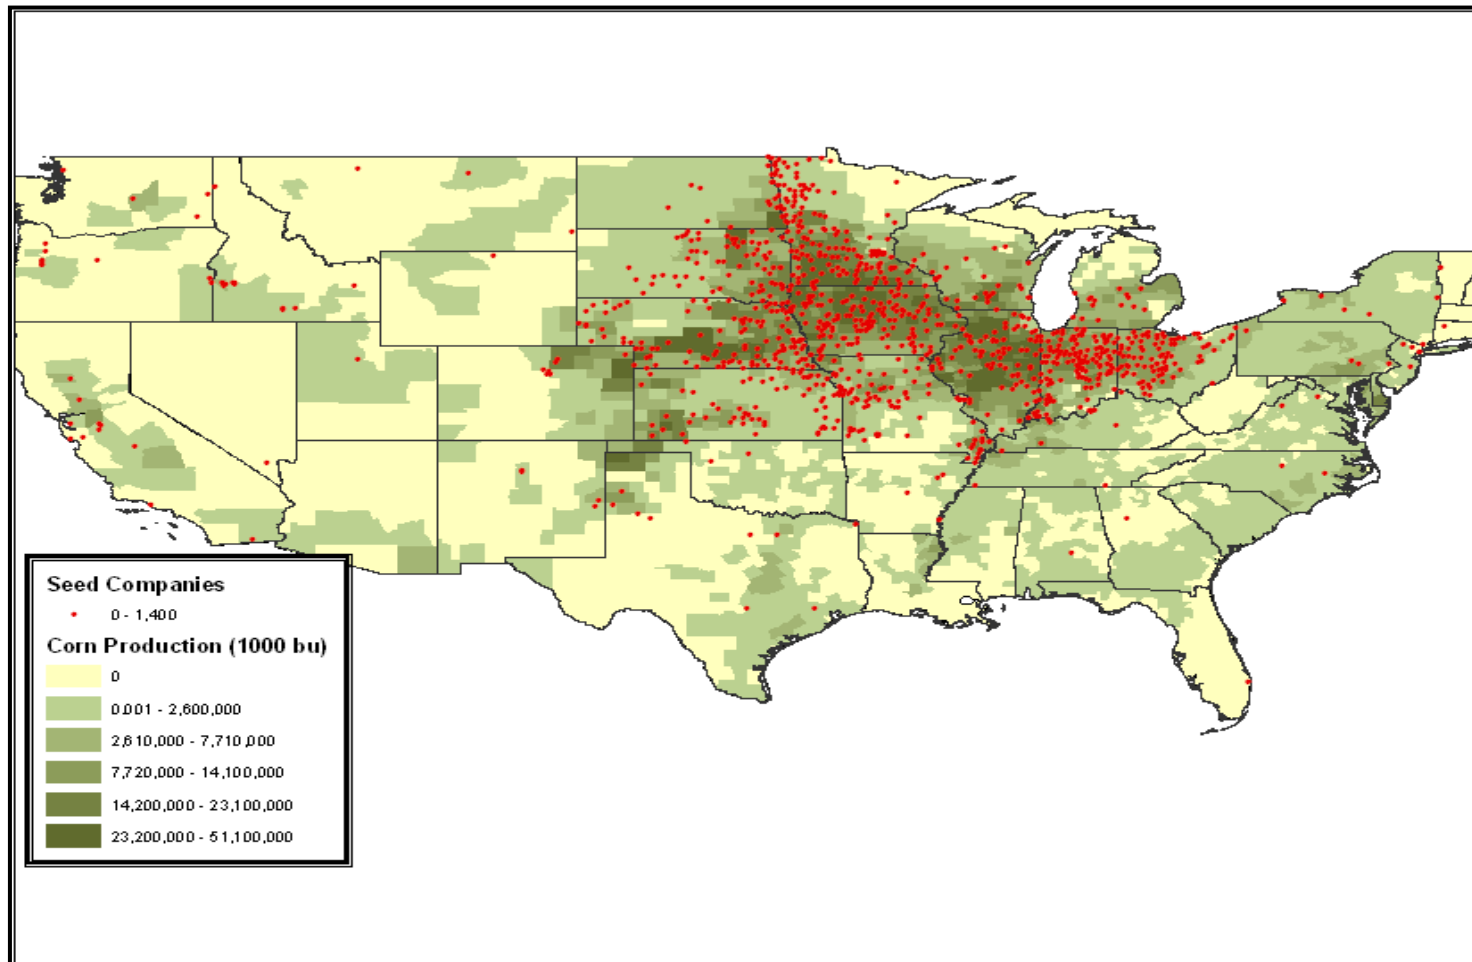 Seed Companies
0 - 1,400
Corn Production (1000 bu)
0
0.001 - 2,600,000
2,610,000 - 7,710,000
7,720,000 - 14,100,000
14,200,000 - 23,100,000
23,200,000 - 51,100,000